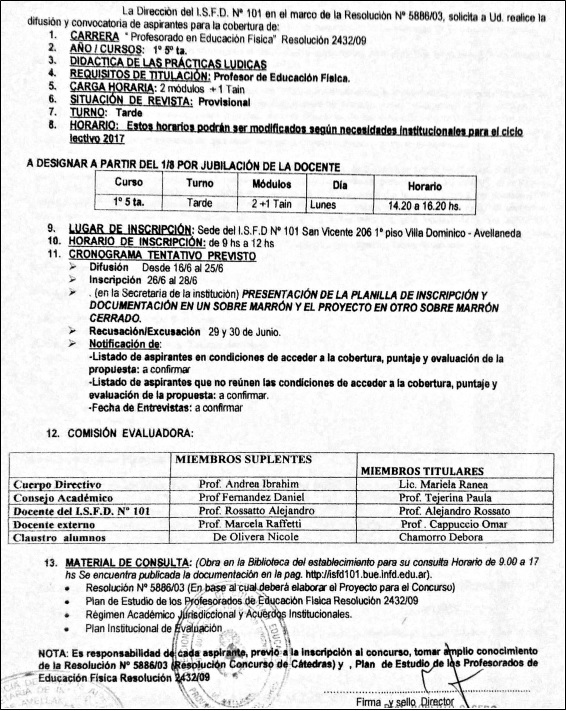 La Dirección del I.S.F.D. Nº 101 en el marco de la Resolución Nº 5886/03, solicita a Ud. realice la
difusión y convocatoria de aspirantes para la cobertura de:
1. CARRERA " Profesorado en Educación Física" Resolución 2432/09
2. AÑO / CURSOS: 1º 5º ta.
3. DIDACTICA DE LAS PRÁCTICAS LUDICAS
4. REQUISITOS DE TITULACIÓN: Profesor de Educación Física.
5. CARGA HORARIA: 2 módulos + 1 Tain
6. SITUACIÓN DE REVISTA: Provisional
7. TURNO: Tarde
8. HORARIO: Estos horarios podrán ser modificados según necesidades institucionales para el ciclo
lectivo 2017
A DESIGNAR A PARTIR DEL 1/8 POR JUBILACIÓN DE LA DOCENTE
Curso Turno Módulos Día Horario
1º 5 ta. Tarde 2 +1 Tain Lunes 14.20 a 16.20 hs.
9. LUGAR DE INSCRIPCIÓN: Sede del I.S.F.D Nº 101 San Vicente 206 1º piso Villa Dominico - Avellaneda
10. HORARIO DE INSCRIPCIÓN: de 9 hs a 12 hs
11. CRONOGRAMA TENTATIVO PREVISTO
➢ Difusión Desde 16/6 al 25/6
➢ Inscripción 26/6 al 28/6
➢ . (en la Secretaria de la institución) PRESENTACIÓN DE LA PLANILLA DE INSCRIPCIÓN Y
DOCUMENTACIÓN EN UN SOBRE MARRÓN Y EL PROYECTO EN OTRO SOBRE MARRÓN
CERRADO.
➢ Recusación/Excusación 29 y 30 de Junio.
➢ Notificación de:
-Listado de aspirantes en condiciones de acceder a la cobertura, puntaje y evaluación de la
propuesta: a confirmar
-Listado de aspirantes que no reúnen las condiciones de acceder a la cobertura, puntaje y
evaluación de la propuesta: a confirmar.
-Fecha de Entrevistas: a confirmar
12. COMISIÓN EVALUADORA:
MIEMBROS SUPLENTES MIEMBROS TITULARES
Cuerpo Directivo Prof. Andrea Ibrahim Lic. Mariela Ranea
Consejo Académico Prof Fernandez Daniel Prof. Tejerina Paula
Docente del I.S.F.D. Nº 101 Prof. Rossatto Alejandro Prof. Alejandro Rossato
Docente externo Prof. Marcela Raffetti Prof . Cappuccio Omar
Claustro alumnos De Olivera Nicole Chamorro Debora
13. MATERIAL DE CONSULTA: (Obra en la Biblioteca del establecimiento para su consulta Horario de 9.00 a 17
hs Se encuentra publicada la documentación en la pag. http://isfd101.bue.infd.edu.ar).
• Resolución Nº 5886/03 (En base al cual deberá elaborar el Proyecto para el Concurso)
• Plan de Estudio de los Profesorados de Educación Física Resolución 2432/09
• Régimen Académico Jurisdiccional y Acuerdos Institucionales.
• Plan Institucional de Evaluación
NOTA: Es responsabilidad de cada aspirante, previo a la inscripción al concurso, tomar amplio conocimiento
de la Resolución Nº 5886/03 (Resolución Concurso de Cátedras) y , Plan de Estudio de los Profesorados de
Educación Física Resolución 2432/09
Firma y sello Director